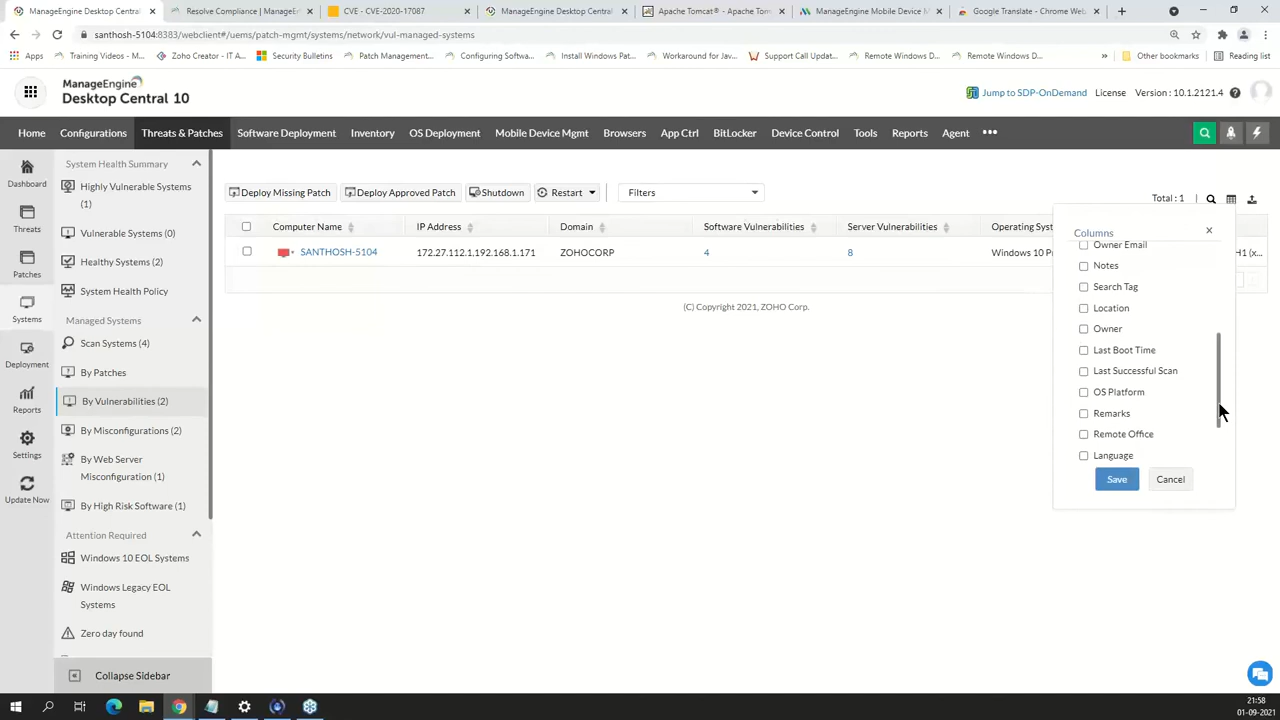 ManageEngine Desktop Central
Resolve Compliance | ManageEn
CVE - CVE-2020-17087
ManageEngine Desktop Central
Apache Tomcat® - Apache Tom
ManageEngine Mobile Device M
Google Translate - Chrome Web
santhosh-5104:8383/webclient#/uems/patch-mgmt/systems/network/vul-managed-systems
Apps
Training Videos - M...
Zoho Creator - IT A...
Security Bulletins
Patch Management...
Configuring Softwar...
Install Windows Pat...
Workaround for Jav...
Support Call Updat...
Remote Windows D...
Remote Windows D...
»
Other bookmarks
Reading list
ManageEngine
Desktop Central 10
Jump to SDP-OnDemand
License
Version : 10.1.2121.4
Home
Configurations
Threats & Patches
Software Deployment
Inventory
OS Deployment
Mobile Device Mgmt
Browsers
App Ctrl
BitLocker
Device Control
Tools
Reports
Agent
Dashboard
Threats
Patches
Systems
Deployment
Reports
Settings
Update Now
System Health Summary
Highly Vulnerable Systems
(1)
Vulnerable Systems (0)
Healthy Systems (2)
System Health Policy
Managed Systems
Scan Systems (4)
By Patches
By Vulnerabilities (2)
By Misconfigurations (2)
By Web Server
Misconfiguration (1)
By High Risk Software (1)
Attention Required
Windows 10 EOL Systems
Windows Legacy EOL
Systems
Zero day found
Collapse Sidebar
Deploy Missing Patch
Deploy Approved Patch
Shutdown
Restart
Filters
Total : 1
Computer Name
IP Address
Domain
Software Vulnerabilities
Server Vulnerabilities
Operating Syst
SANTHOSH-5104
172.27.112.1,192.168.1.171
ZOHOCORP
4
8
Windows 10 Pr
H1 (x...
(C) Copyright 2021, ZOHO Corp.
Columns
Owner Email
Notes
Search Tag
Location
Owner
Last Boot Time
Last Successful Scan
OS Platform
Remarks
Remote Office
Language
Save
Cancel
21:58
01-09-2021